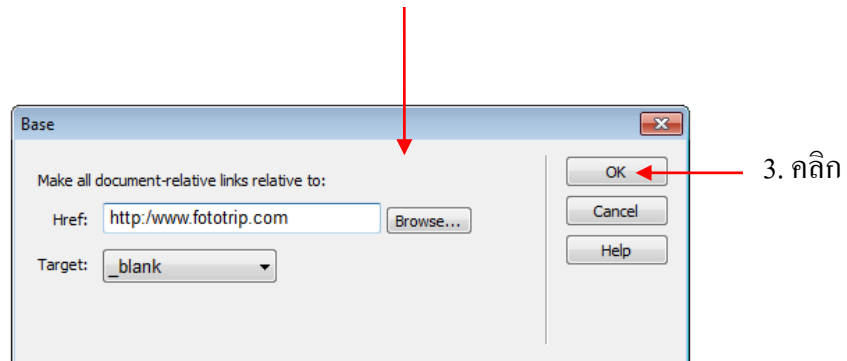 Base
Make all document-relative links relative to:
Href: http:/www.fototrip.com Browse...
Target: _blank
OK
Cancel
Help
3. คลิก